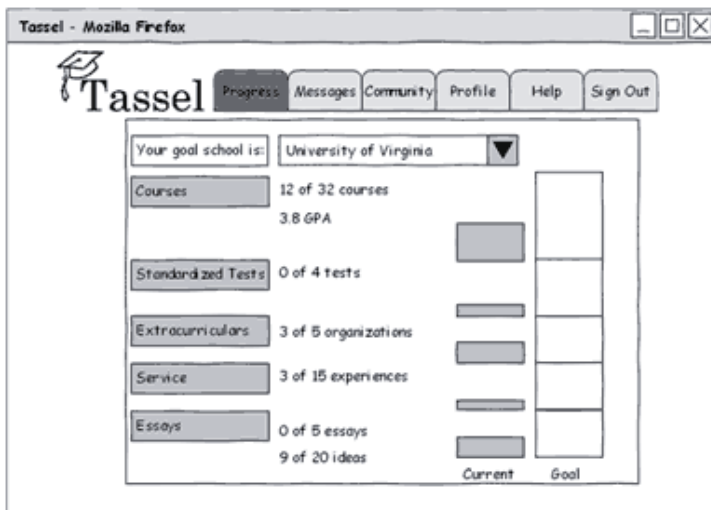 Tassel - Mozilla Firefox
Tassel
Progress Messages Community Profile Help Sign Out
Your goal school is: University of Virginia
Courses 12 of 32 courses
3.8 GPA
Standardized Tests 0 of 4 tests
Extracurriculars 3 of 5 organizations
Service 3 of 15 experiences
Essays 0 of 5 essays
9 of 20 ideas
Current Goal